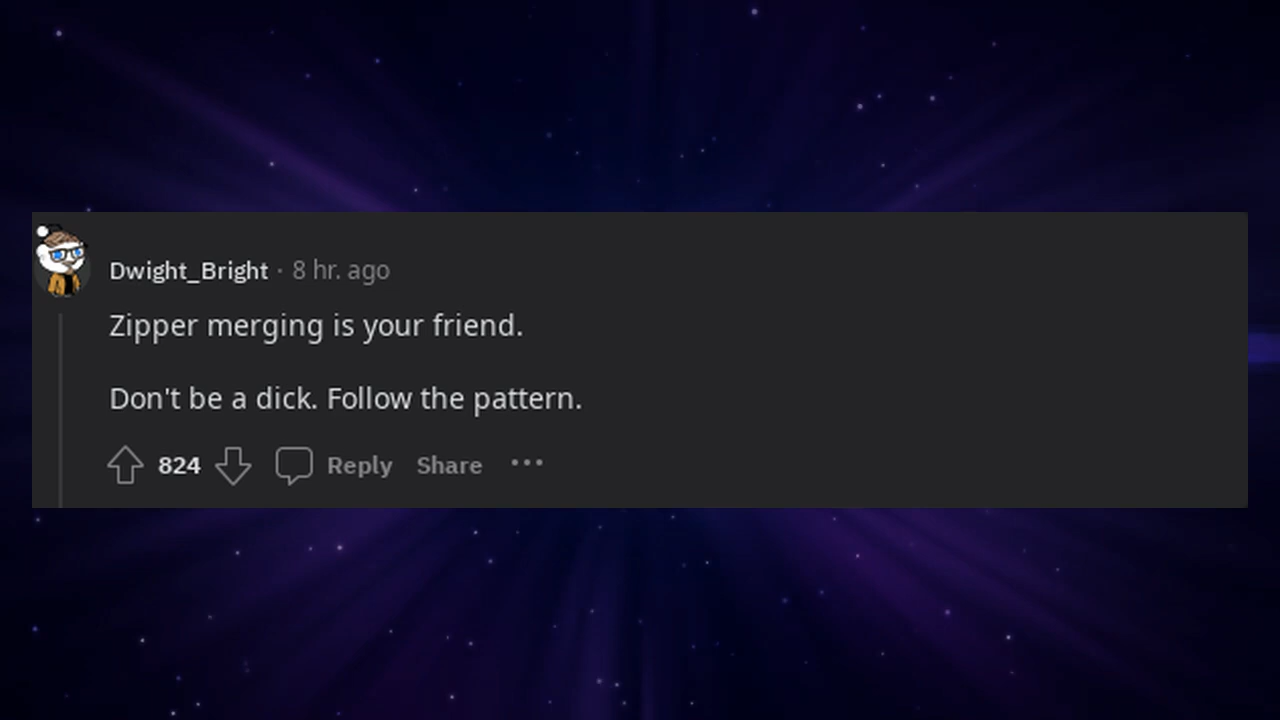 Dwight_Bright · 8 hr. ago
Zipper merging is your friend.
Don't be a dick. Follow the pattern.
824 Reply Share ···